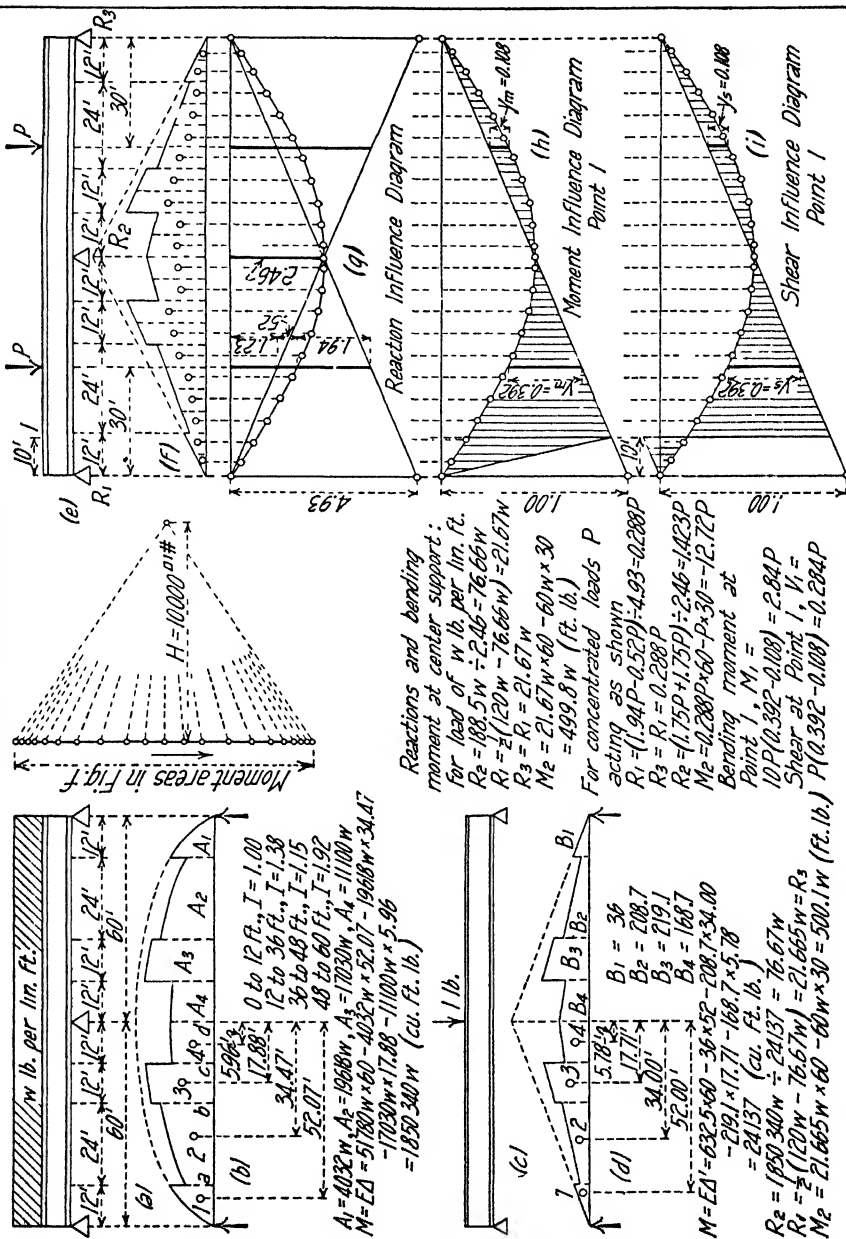 w lb. per lin. ft.
12' 24' 12' 12' 12'
60' 60'
(a)
1 a 2 b 3 c 4 d A4 A3 A2 A1
5.96'
17.88'
34.47'
52.07'
(b)
0 to 12 ft., I = 1.00
12 to 36 ft., I = 1.38
36 to 48 ft., I = 1.15
48 to 60 ft., I = 1.92
A1 = 4032w, A2 = 19618w, A3 = 17030w, A4 = 11100w
M = EΔ = 51780w × 60 - 4032w × 52.07 - 19618w × 34.47
-17030w × 17.88 - 11100w × 5.96
= 1850340w (cu. ft. lb.)
1 lb.
(c)
1 2 3 4 B4 B3 B2 B1
5.78'
17.71'
34.00'
52.00'
(d)
B1 = 36
B2 = 208.7
B3 = 219.1
B4 = 168.7
M = EΔ' = 632.5 × 60 - 36 × 52 - 208.7 × 34.00
-219.1 × 17.71 - 168.7 × 5.78
= 24137 (cu. ft. lb.)
R2 = 1850340w ÷ 24137 = 76.67w
R1 = ½(120w - 76.67w) = 21.665w = R3
M2 = 21.665w × 60 - 60w × 30 = 500.1w (ft. lb.)
Moment areas in Fig. f
H = 10000 □'#
Reactions and bending
moment at center support:
For load of w lb. per lin. ft.
R2 = 188.5w ÷ 2.46 = 76.66w
R1 = ½(120w - 76.66w) = 21.67w
R3 = R1 = 21.67w
M2 = 21.67w × 60 - 60w × 30
= 499.8w (ft. lb.)
For concentrated loads P
acting as shown
R1 = (1.94P - 0.52P) ÷ 4.93 = 0.288P
R3 = R1 = 0.288P
R2 = (1.75P + 1.75P) ÷ 2.46 = 1.423P
M2 = 0.288P × 60 - P × 30 = -12.72P
Bending moment at
Point 1, M1 =
10P(0.392 - 0.108) = 2.84P
Shear at Point 1, V1 =
P(0.392 - 0.108) = 0.284P
(e)
P P
10' 1
12' 24' 12' 12' 12' 12' 24' 12'
R1 R2 R3
30' 30'
(f)
4.93
1.23 .52
1.94
2.46
(g)
Reaction Influence Diagram
1.00
ym = 0.392
ym = 0.108
(h)
Moment Influence Diagram
Point 1
10'
1.00
ys = 0.392
ys = 0.108
(i)
Shear Influence Diagram
Point 1